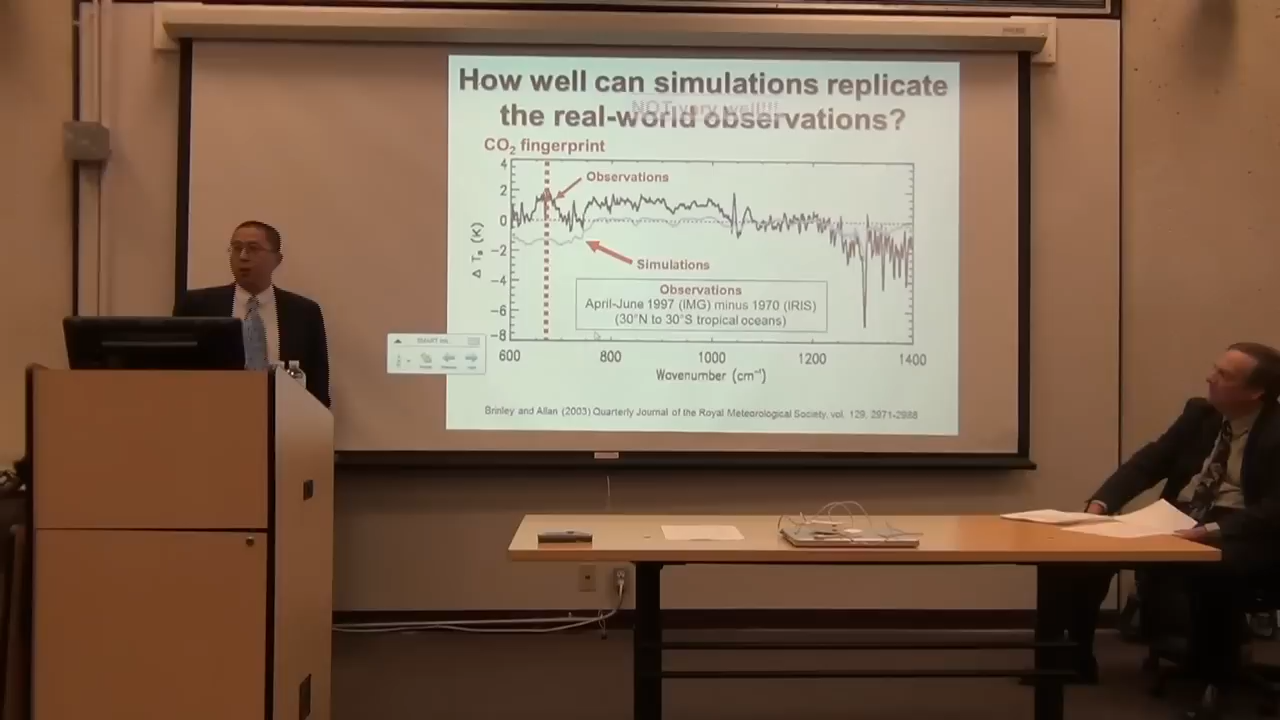 How well can simulations replicate
the real-world observations?
NOT very well!!!
CO₂ fingerprint
4
2
0
−2
−4
−6
−8
Δ T_B (K)
Observations
Simulations
Observations
April-June 1997 (IMG) minus 1970 (IRIS)
(30°N to 30°S tropical oceans)
600 800 1000 1200 1400
Wavenumber (cm⁻¹)
Brinley and Allan (2003) Quarterly Journal of the Royal Meteorological Society, vol. 129, 2971-2988